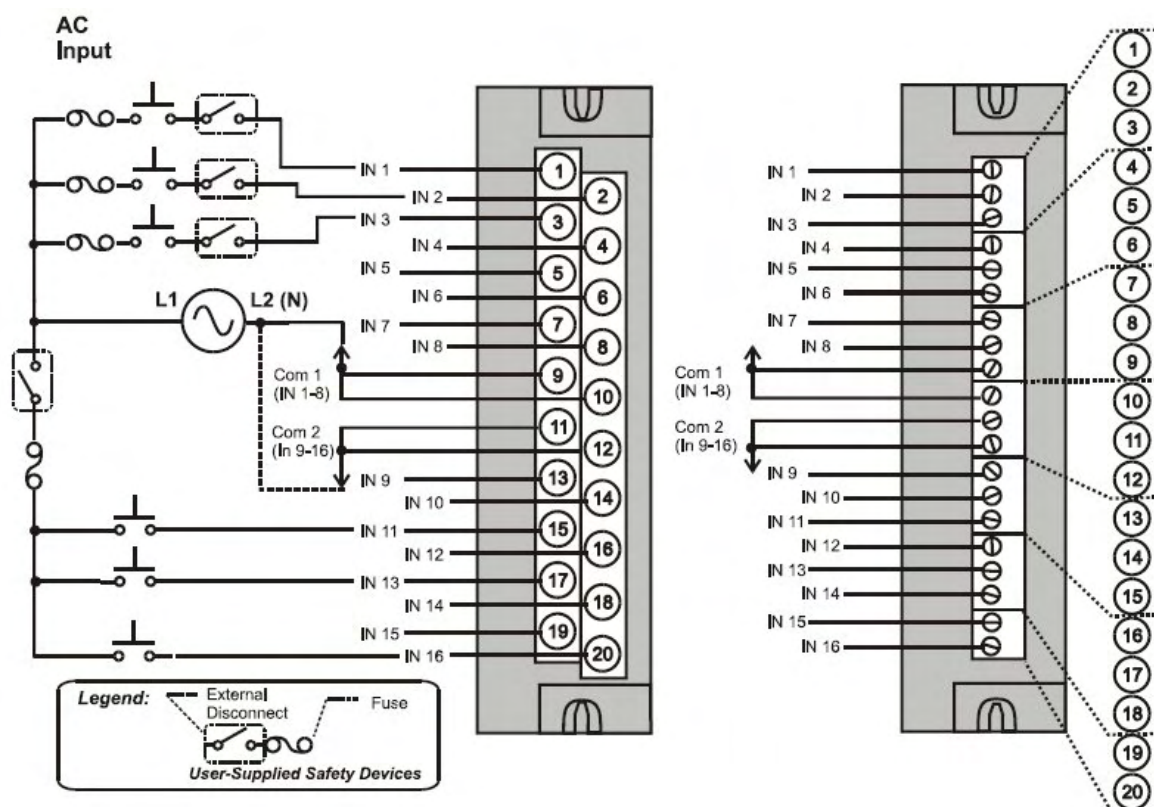 AC
Input
IN 1
IN 2
IN 3
IN 4
IN 5
IN 6
L1
L2 (N)
IN 7
IN 8
Com 1
(IN 1-8)
Com 2
(In 9-16)
IN 9
IN 10
IN 11
IN 12
IN 13
IN 14
IN 15
IN 16
1
2
3
4
5
6
7
8
9
10
11
12
13
14
15
16
17
18
19
20
Legend:
External
Disconnect
Fuse
User-Supplied Safety Devices
IN 1
IN 2
IN 3
IN 4
IN 5
IN 6
IN 7
IN 8
Com 1
(IN 1-8)
Com 2
(In 9-16)
IN 9
IN 10
IN 11
IN 12
IN 13
IN 14
IN 15
IN 16
1
2
3
4
5
6
7
8
9
10
11
12
13
14
15
16
17
18
19
20